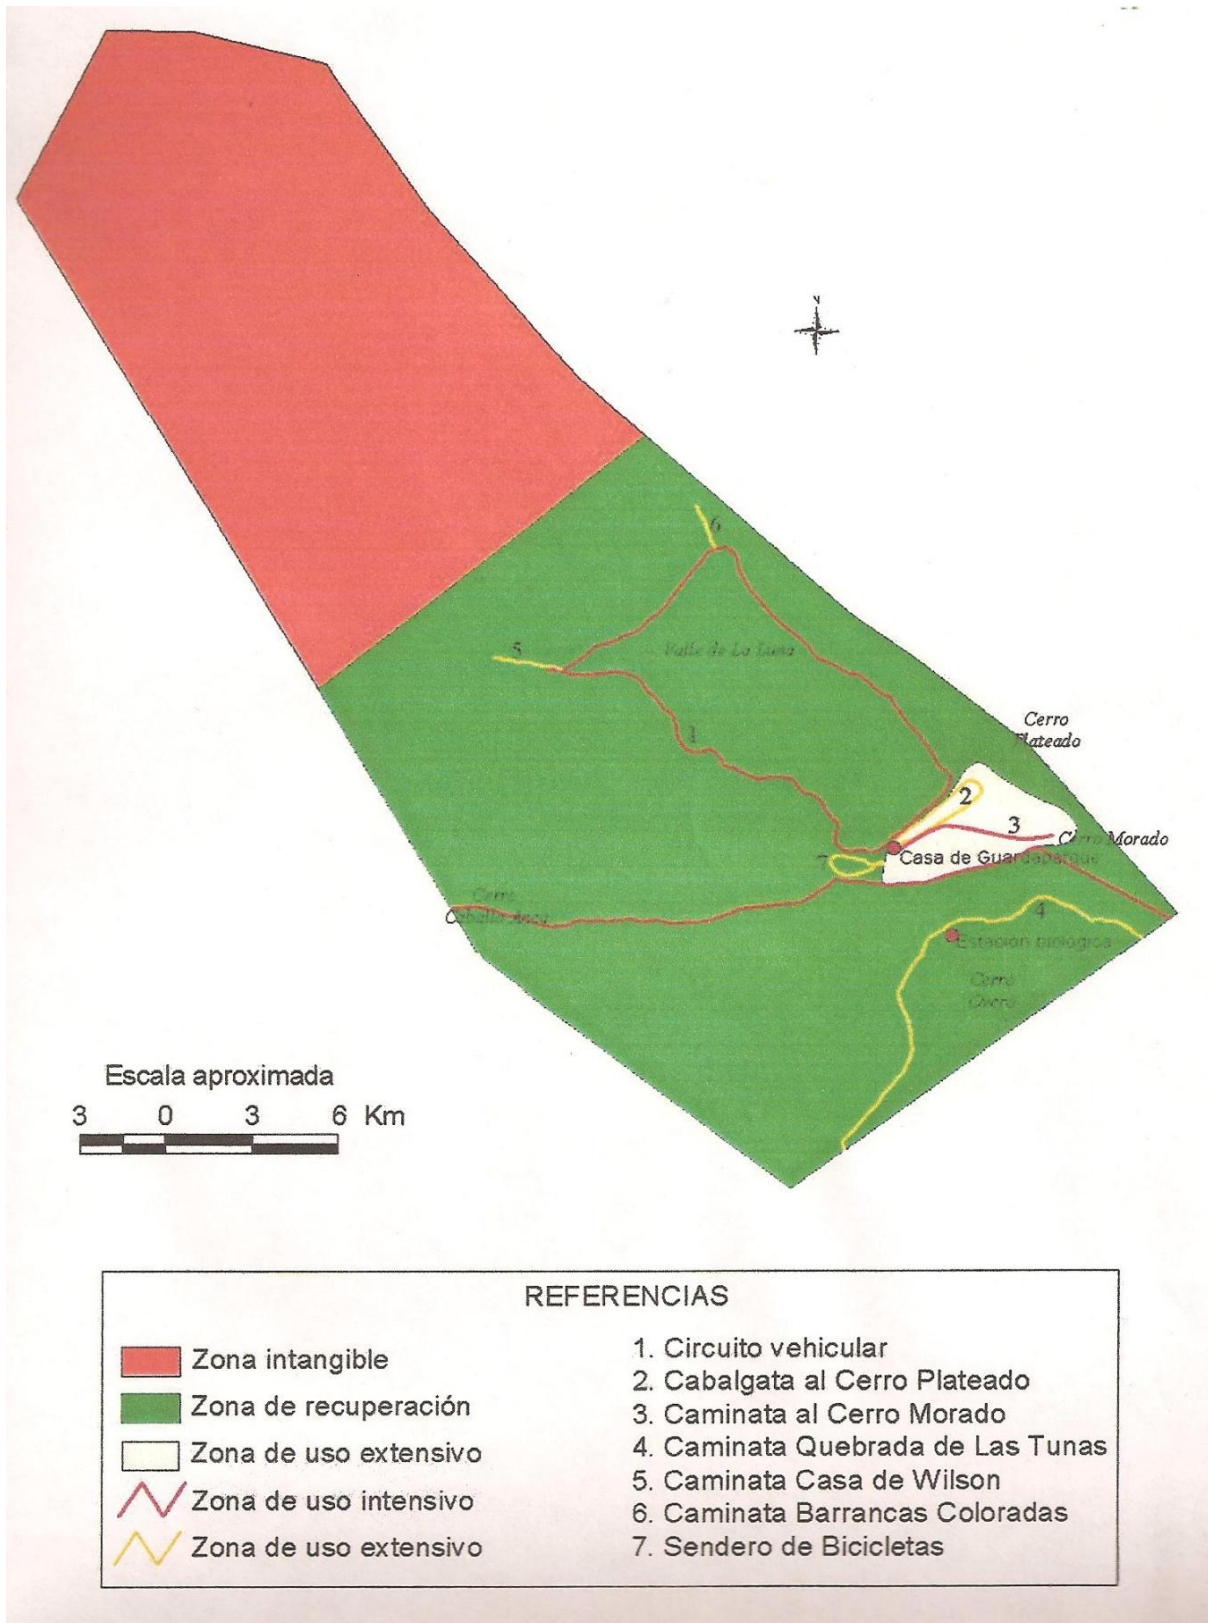 N
6
Valle de La Luna
5
1
Cerro
Plateado
2
3
Cerro Morado
Casa de Guardaparque
7
Cerro
Caballo Anca
4
Estación biológica
Cerro
Overo
Escala aproximada
3 0 3 6 Km
REFERENCIAS
Zona intangible
Zona de recuperación
Zona de uso extensivo
Zona de uso intensivo
Zona de uso extensivo
1. Circuito vehicular
2. Cabalgata al Cerro Plateado
3. Caminata al Cerro Morado
4. Caminata Quebrada de Las Tunas
5. Caminata Casa de Wilson
6. Caminata Barrancas Coloradas
7. Sendero de Bicicletas